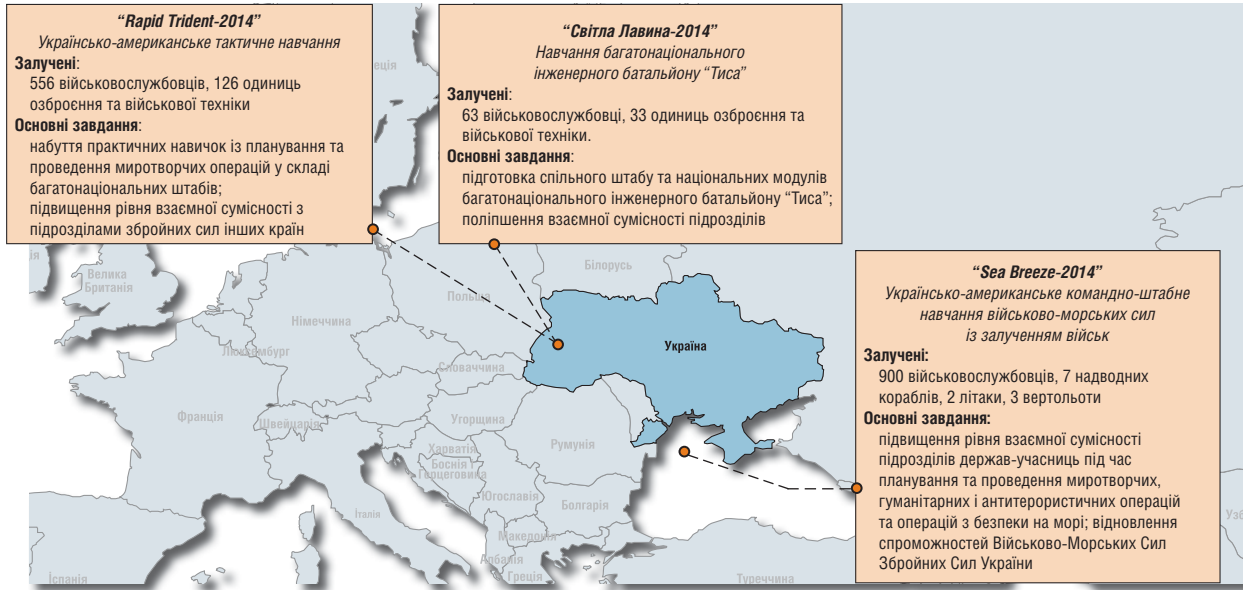 “Rapid Trident-2014”
Українсько-американське тактичне навчання
Залучені:
556 військовослужбовців, 126 одиниць
озброєння та військової техніки
Основні завдання:
набуття практичних навичок із планування та
проведення миротворчих операцій у складі
багатонаціональних штабів;
підвищення рівня взаємної сумісності з
підрозділами збройних сил інших країн
“Світла Лавина-2014”
Навчання багатонаціонального
інженерного батальйону “Тиса”
Залучені:
63 військовослужбовці, 33 одиниць озброєння та
військової техніки.
Основні завдання:
підготовка спільного штабу та національних модулів
багатонаціонального інженерного батальйону “Тиса”;
поліпшення взаємної сумісності підрозділів
“Sea Breeze-2014”
Українсько-американське командно-штабне
навчання військово-морських сил
із залученням військ
Залучені:
900 військовослужбовців, 7 надводних
кораблів, 2 літаки, 3 вертольоти
Основні завдання:
підвищення рівня взаємної сумісності
підрозділів держав-учасниць під час
планування та проведення миротворчих,
гуманітарних і антитерористичних операцій
та операцій з безпеки на морі; відновлення
спроможностей Військово-Морських Сил
Збройних Сил України
Велика
Британія
Білорусь
Польща
Німеччина
Україна
Люксембург
Словаччина
Франція
Швейцарія
Угорщина
Румунія
Хорватія
Боснія і
Герцеговина
Югославія
Болгарія
Італія
Македонія
Албанія
Греція
Іспанія
Туреччина